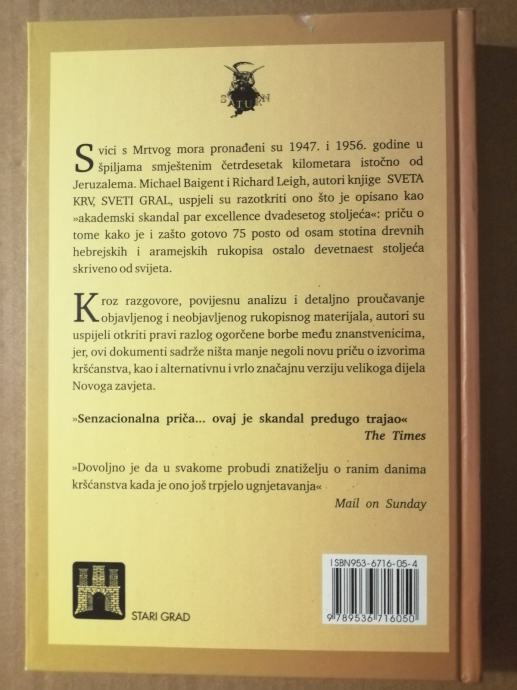 SATURN
Svici s Mrtvog mora pronađeni su 1947. i 1956. godine u
špiljama smještenim četrdesetak kilometara istočno od
Jeruzalema. Michael Baigent i Richard Leigh, autori knjige SVETA
KRV, SVETI GRAL, uspjeli su razotkriti ono što je opisano kao
»akademski skandal par excellence dvadesetog stoljeća«: priču o
tome kako je i zašto gotovo 75 posto od osam stotina drevnih
hebrejskih i aramejskih rukopisa ostalo devetnaest stoljeća
skriveno od svijeta.
Kroz razgovore, povijesnu analizu i detaljno proučavanje
objavljenog i neobjavljenog rukopisnog materijala, autori su
uspijeli otkriti pravi razlog ogorčene borbe među znanstvenicima,
jer, ovi dokumenti sadrže ništa manje negoli novu priču o izvorima
kršćanstva, kao i alternativnu i vrlo značajnu verziju velikoga dijela
Novoga zavjeta.
»Senzacionalna priča... ovaj je skandal predugo trajao«
The Times
»Dovoljno je da u svakome probudi znatiželju o ranim danima
kršćanstva kada je ono još trpjelo ugnjetavanja«
Mail on Sunday
ISBN953-6716-05-4
9 789536 716050
STARI GRAD